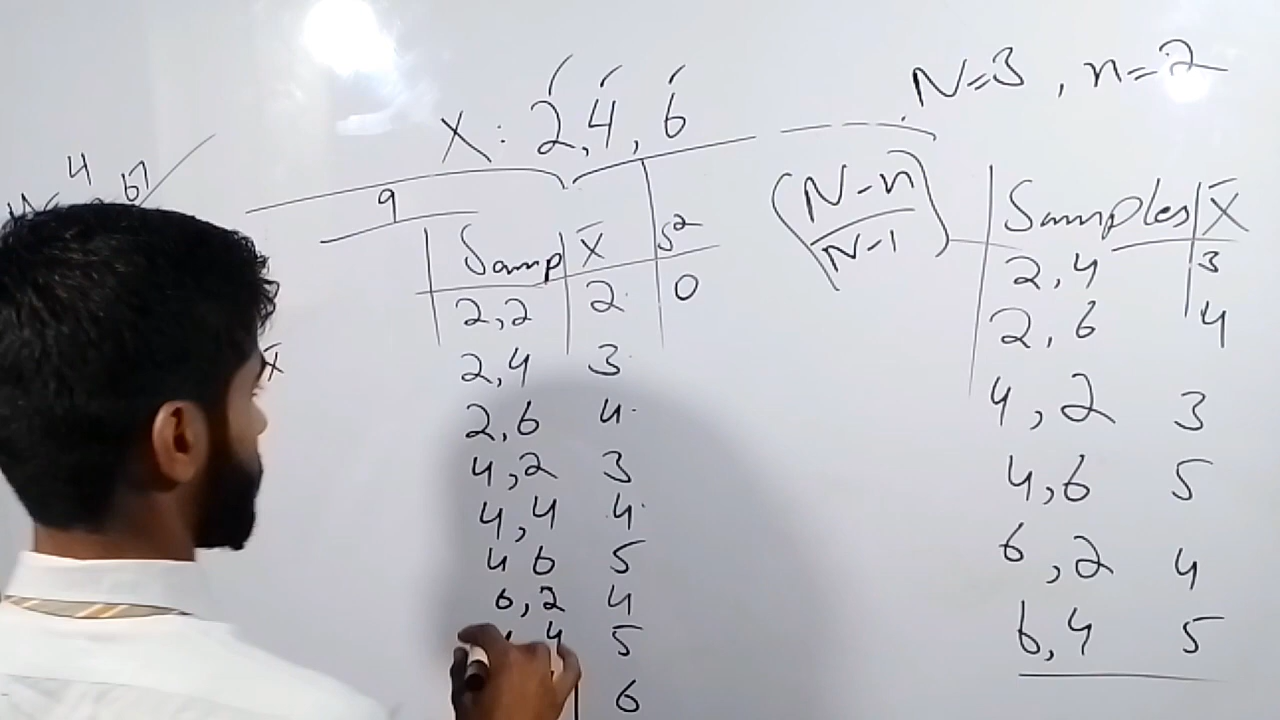 X : 2, 4, 6
N=3 , n=2
4
67
9
(N-n / N-1)
Samp X̄ S²
2,2 2 0
2,4 3
2,6 4
4,2 3
4,4 4
4 6 5
6,2 4
4 5
6
X̄
Samples X̄
2,4 3
2,6 4
4,2 3
4,6 5
6,2 4
6,4 5